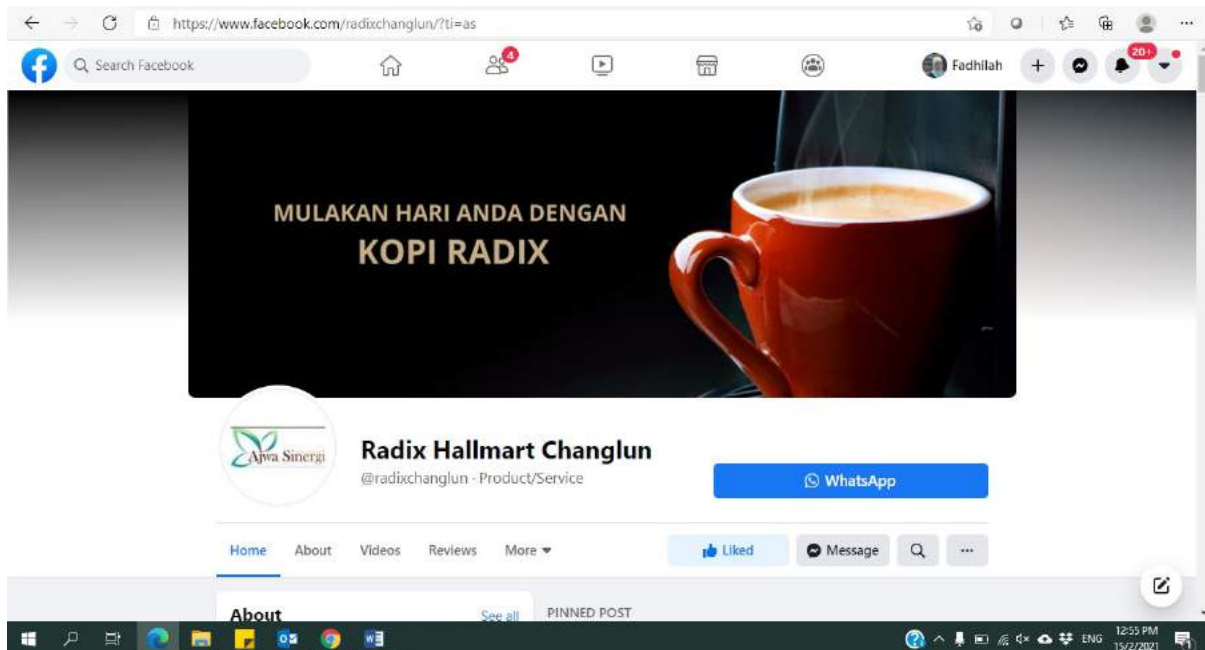 https://www.facebook.com/radixchanglun/?ti=as
Search Facebook
4
Fadhilah
20+
MULAKAN HARI ANDA DENGAN
KOPI RADIX
Ajwa Sinergi
Radix Hallmart Changlun
@radixchanglun · Product/Service
WhatsApp
Home About Videos Reviews More
Liked Message
About See all PINNED POST
ENG 12:55 PM
15/2/2021